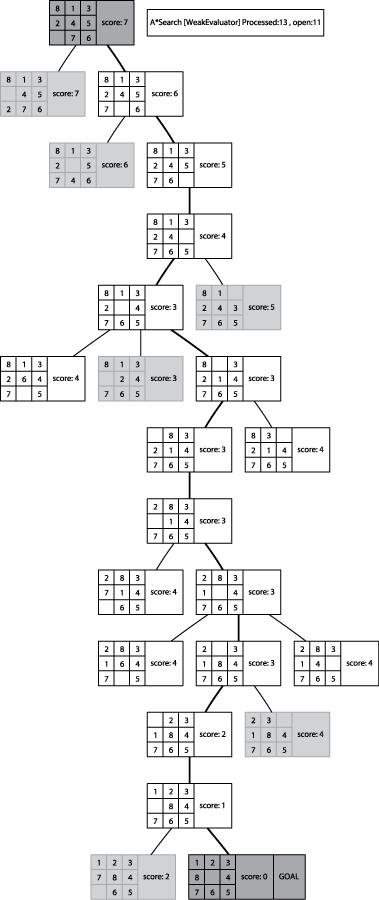 8 1 3
2 4 5 score: 7
7 6
A*Search [WeakEvaluator] Processed:13 , open:11
8 1 3
4 5 score: 7
2 7 6
8 1 3
2 4 5 score: 6
7 6
8 1 3
2 5 score: 6
7 4 6
8 1 3
2 4 5 score: 5
7 6
8 1 3
2 4 score: 4
7 6 5
8 1 3
2 4 score: 3
7 6 5
8 1
2 4 3 score: 5
7 6 5
8 1 3
2 6 4 score: 4
7 5
8 1 3
2 4 score: 3
7 6 5
8 3
2 1 4 score: 3
7 6 5
8 3
2 1 4 score: 3
7 6 5
8 3
2 1 4 score: 4
7 6 5
2 8 3
1 4 score: 3
7 6 5
2 8 3
7 1 4 score: 4
6 5
2 8 3
1 4 score: 3
7 6 5
2 8 3
1 6 4 score: 4
7 5
2 3
1 8 4 score: 3
7 6 5
2 8 3
1 4 score: 4
7 6 5
2 3
1 8 4 score: 2
7 6 5
2 3
1 8 4 score: 4
7 6 5
1 2 3
8 4 score: 1
7 6 5
1 2 3
7 8 4 score: 2
6 5
1 2 3
8 4 score: 0 GOAL
7 6 5